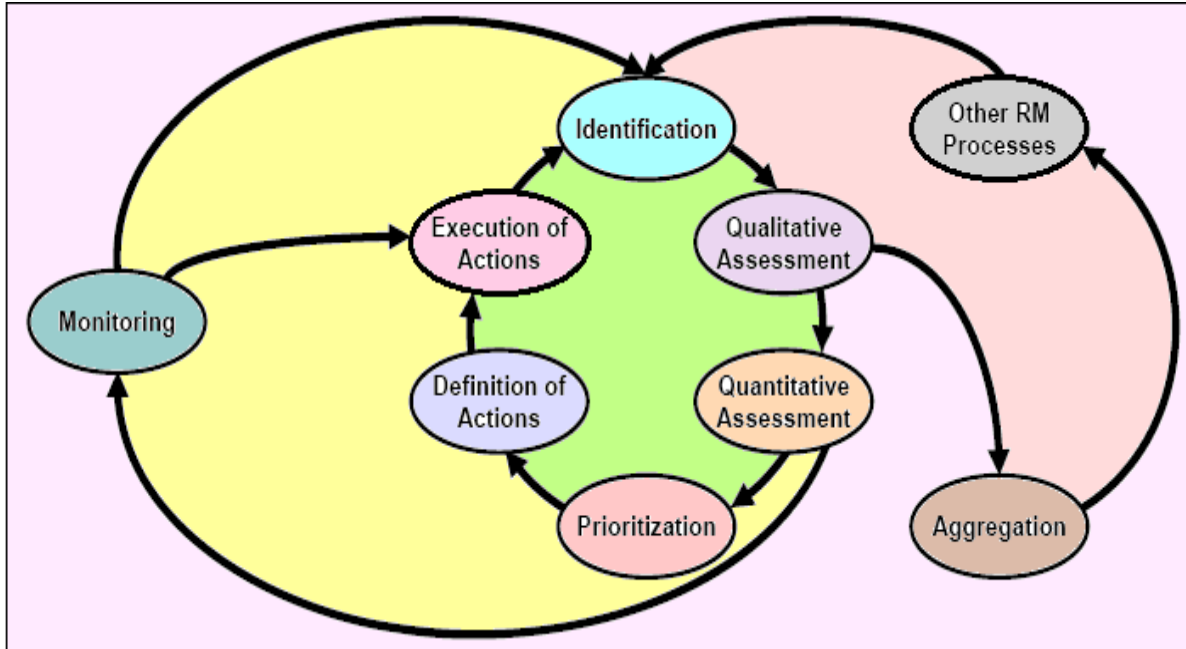 Identification
Other RM
Processes
Execution of
Actions
Qualitative
Assessment
Monitoring
Definition of
Actions
Quantitative
Assessment
Prioritization
Aggregation